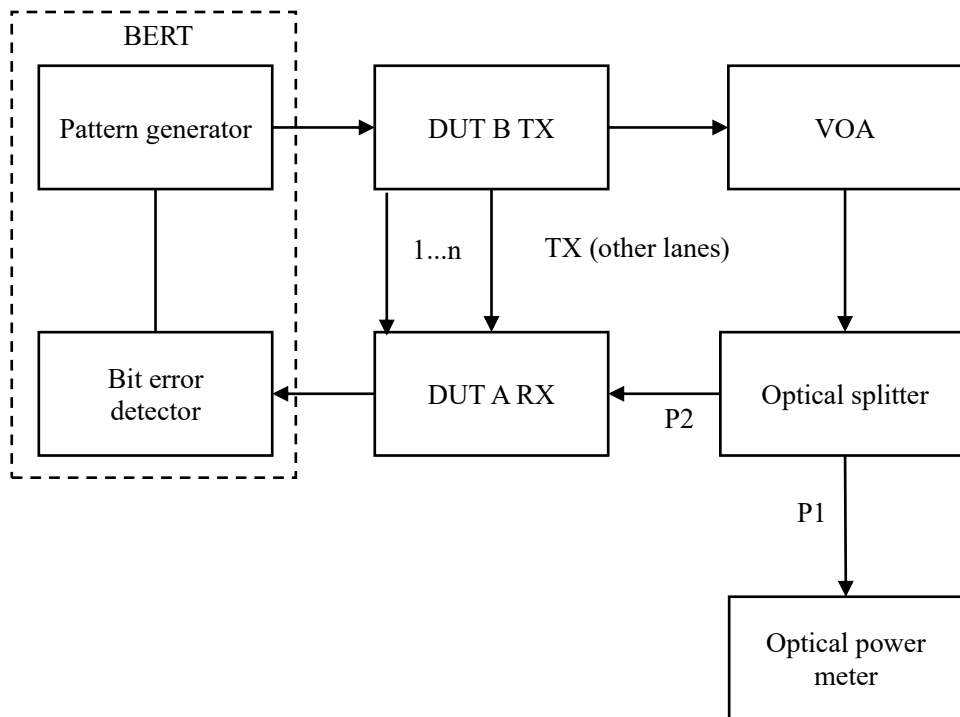 BERT
Pattern generator
DUT B TX
VOA
1...n
TX (other lanes)
Bit error
detector
DUT A RX
P2
Optical splitter
P1
Optical power
meter